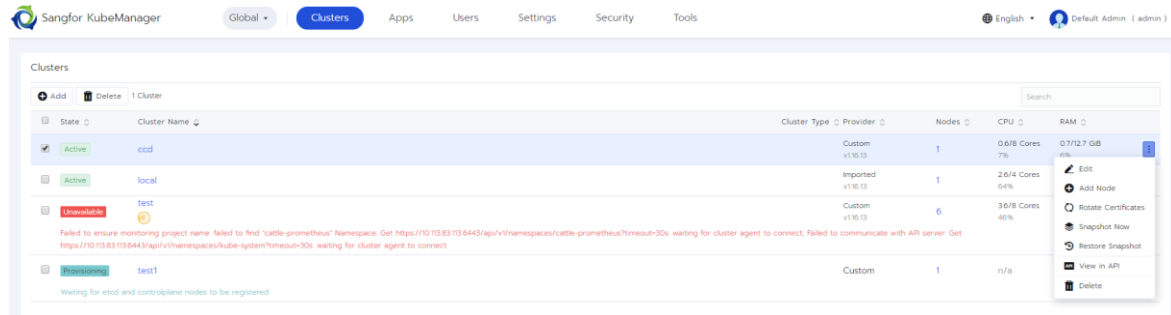 Sangfor KubeManager Global Clusters Apps Users Settings Security Tools English Default Admin ( admin )
Clusters
Add Delete 1 Cluster Search
State Cluster Name Cluster Type Provider Nodes CPU RAM
Active ccd Custom 1 0.6/8 Cores 0.7/12.7 GiB
v1.16.13 7% 6%
Edit
Active local Imported 1 2.6/4 Cores
v1.16.13 64%
Add Node
Rotate Certificates
Unavailable test Custom 6 3.6/8 Cores
v1.16.13 46%
Snapshot Now
Failed to ensure monitoring project name: failed to find "cattle-prometheus" Namespace: Get https://10.113.83.113:6443/api/v1/namespaces/cattle-prometheus?timeout=30s: waiting for cluster agent to connect; Failed to communicate with API server: Get
https://10.113.83.113:6443/api/v1/namespaces/kube-system?timeout=30s: waiting for cluster agent to connect
Restore Snapshot
API View in API
Provisioning test1 Custom 1 n/a
Delete
Waiting for etcd and controlplane nodes to be registered